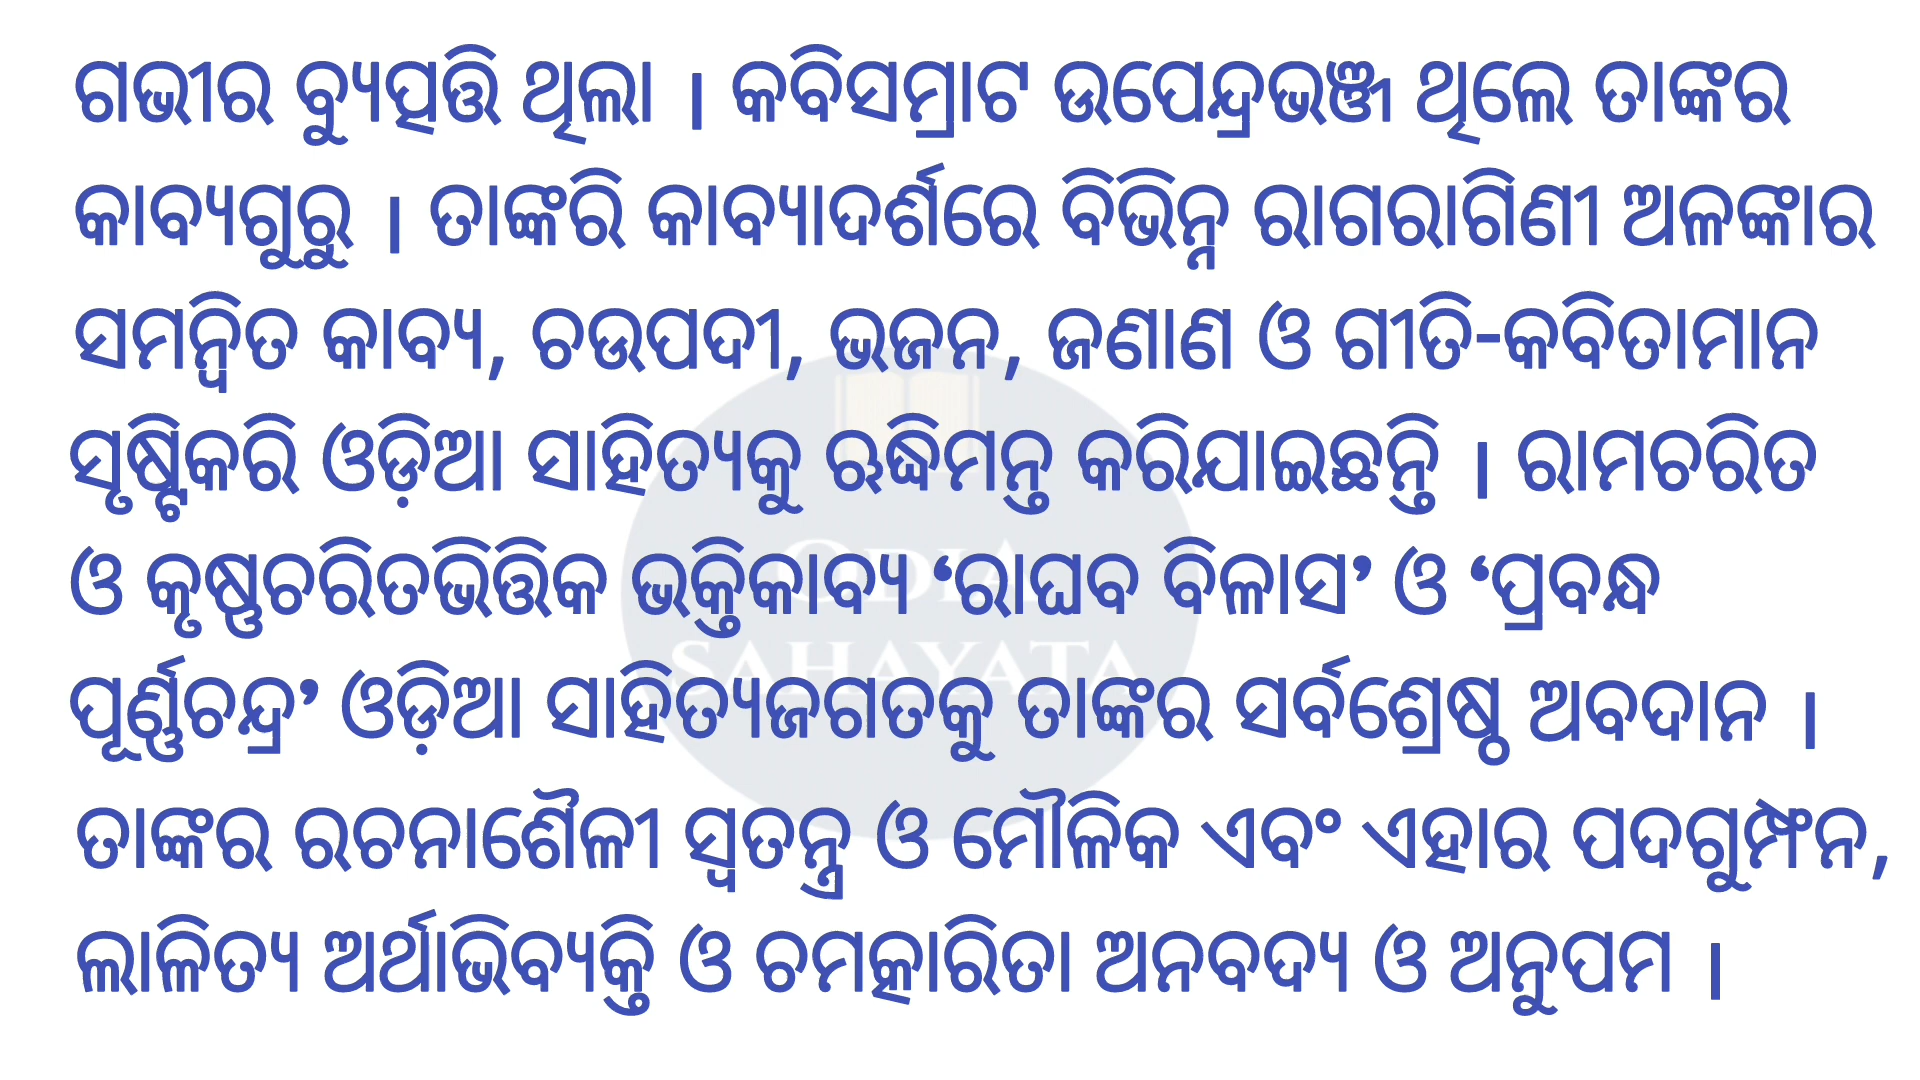 ଗଭୀର ବ୍ୟୁତ୍ପତ୍ତି ଥିଲା । କବିସମ୍ରାଟ ଉପେନ୍ଦ୍ରଭଞ୍ଜ ଥିଲେ ତାଙ୍କର
କାବ୍ୟଗୁରୁ । ତାଙ୍କରି କାବ୍ୟାଦର୍ଶରେ ବିଭିନ୍ନ ରାଗରାଗିଣୀ ଅଳଙ୍କାର
ସମନ୍ୱିତ କାବ୍ୟ, ଚଉପଦୀ, ଭଜନ, ଜଣାଣ ଓ ଗୀତି-କବିତାମାନ
ସୃଷ୍ଟିକରି ଓଡ଼ିଆ ସାହିତ୍ୟକୁ ଋଦ୍ଧିମନ୍ତ କରିଯାଇଛନ୍ତି । ରାମଚରିତ
ଓ କୃଷ୍ଣଚରିତଭିତ୍ତିକ ଭକ୍ତିକାବ୍ୟ ‘ରାଘବ ବିଳାସ’ ଓ ‘ପ୍ରବନ୍ଧ
ପୂର୍ଣ୍ଣଚନ୍ଦ୍ର’ ଓଡ଼ିଆ ସାହିତ୍ୟଜଗତକୁ ତାଙ୍କର ସର୍ବଶ୍ରେଷ୍ଠ ଅବଦାନ ।
ତାଙ୍କର ରଚନାଶୈଳୀ ସ୍ୱତନ୍ତ୍ର ଓ ମୌଳିକ ଏବଂ ଏହାର ପଦଗୁମ୍ଫନ,
ଲାଳିତ୍ୟ ଅର୍ଥାଭିବ୍ୟକ୍ତି ଓ ଚମତ୍କାରିତା ଅନବଦ୍ୟ ଓ ଅନୁପମ ।
ODIA
SAHAYATA